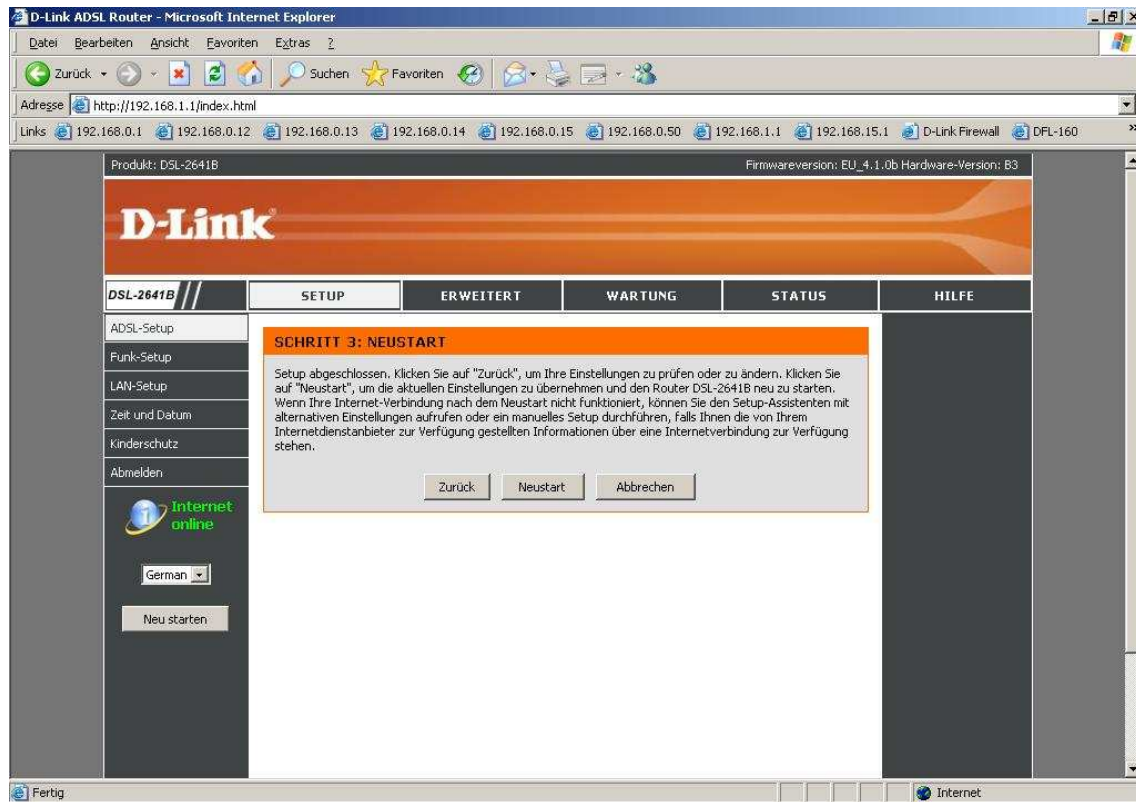 D-Link ADSL Router - Microsoft Internet Explorer
Datei Bearbeiten Ansicht Favoriten Extras ?
Zurück Suchen Favoriten
Adresse http://192.168.1.1/index.html
Links 192.168.0.1 192.168.0.12 192.168.0.13 192.168.0.14 192.168.0.15 192.168.0.50 192.168.1.1 192.168.15.1 D-Link Firewall DFL-160 »
Produkt: DSL-2641B Firmwareversion: EU_4.1.0b Hardware-Version: B3
D-Link®
DSL-2641B SETUP ERWEITERT WARTUNG STATUS HILFE
ADSL-Setup
Funk-Setup
LAN-Setup
Zeit und Datum
Kinderschutz
Abmelden
Internet
online
German
Neu starten
SCHRITT 3: NEUSTART
Setup abgeschlossen. Klicken Sie auf "Zurück", um Ihre Einstellungen zu prüfen oder zu ändern. Klicken Sie
auf "Neustart", um die aktuellen Einstellungen zu übernehmen und den Router DSL-2641B neu zu starten.
Wenn Ihre Internet-Verbindung nach dem Neustart nicht funktioniert, können Sie den Setup-Assistenten mit
alternativen Einstellungen aufrufen oder ein manuelles Setup durchführen, falls Ihnen die von Ihrem
Internetdienstanbieter zur Verfügung gestellten Informationen über eine Internetverbindung zur Verfügung
stehen.
Zurück Neustart Abbrechen
Fertig Internet